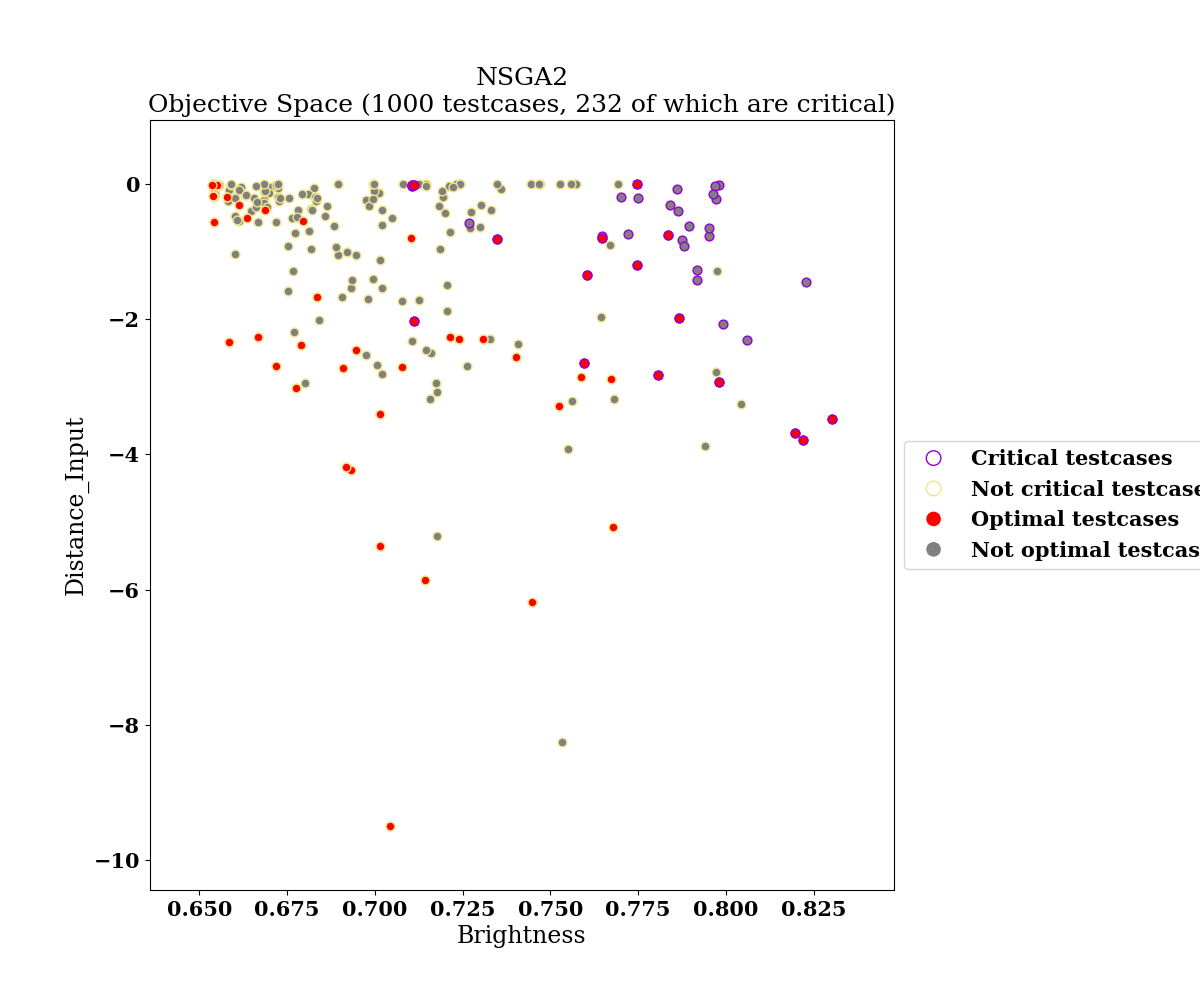 NSGA2
Objective Space (1000 testcases, 232 of which are critical)
0
−2
−4
−6
−8
−10
Distance_Input
0.650 0.675 0.700 0.725 0.750 0.775 0.800 0.825
Brightness
Critical testcases
Not critical testcase
Optimal testcases
Not optimal testcas